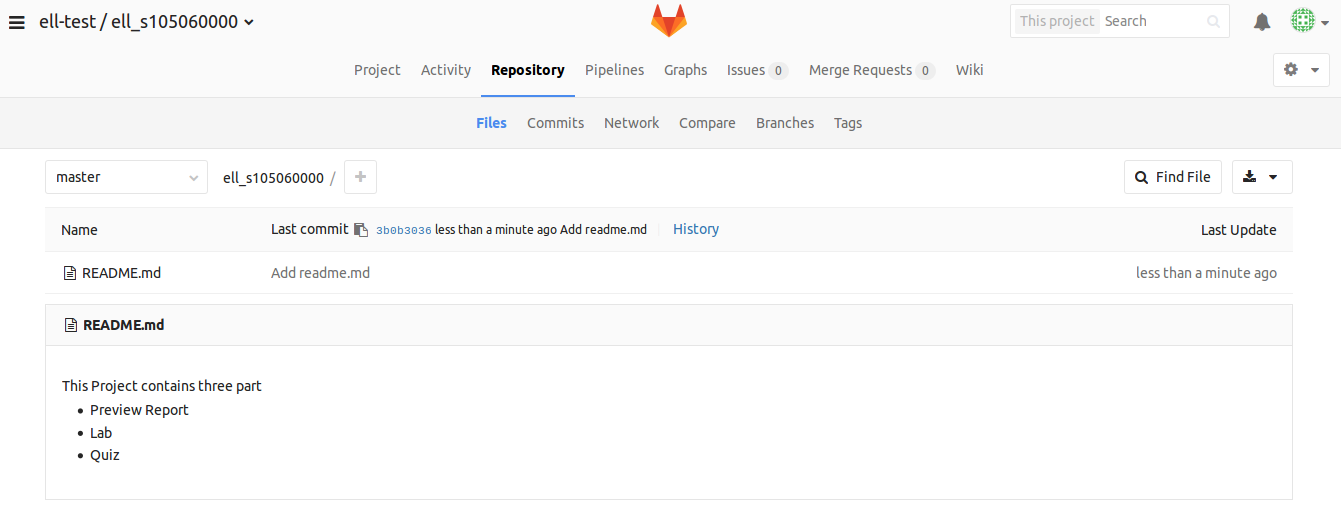 ell-test / ell_s105060000
This project Search
Project Activity Repository Pipelines Graphs Issues 0 Merge Requests 0 Wiki
Files Commits Network Compare Branches Tags
master ell_s105060000 / + Find File
Name Last commit 3b0b3036 less than a minute ago Add readme.md History Last Update
README.md Add readme.md less than a minute ago
README.md
This Project contains three part
• Preview Report
• Lab
• Quiz